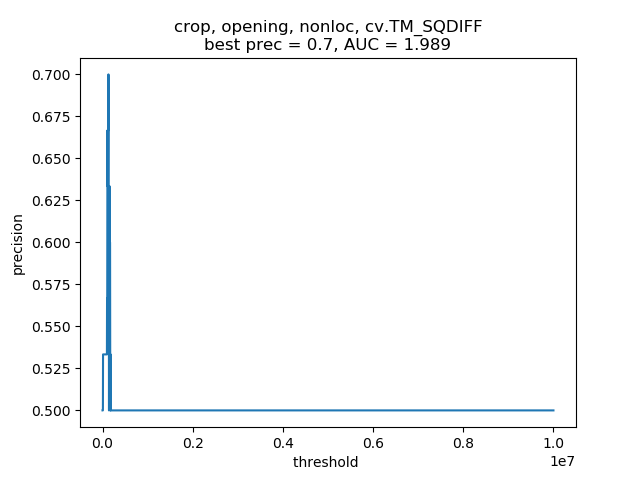 crop, opening, nonloc, cv.TM_SQDIFF
best prec = 0.7, AUC = 1.989
0.700
0.675
0.650
0.625
0.600
0.575
0.550
0.525
0.500
precision
0.0 0.2 0.4 0.6 0.8 1.0
1e7
threshold